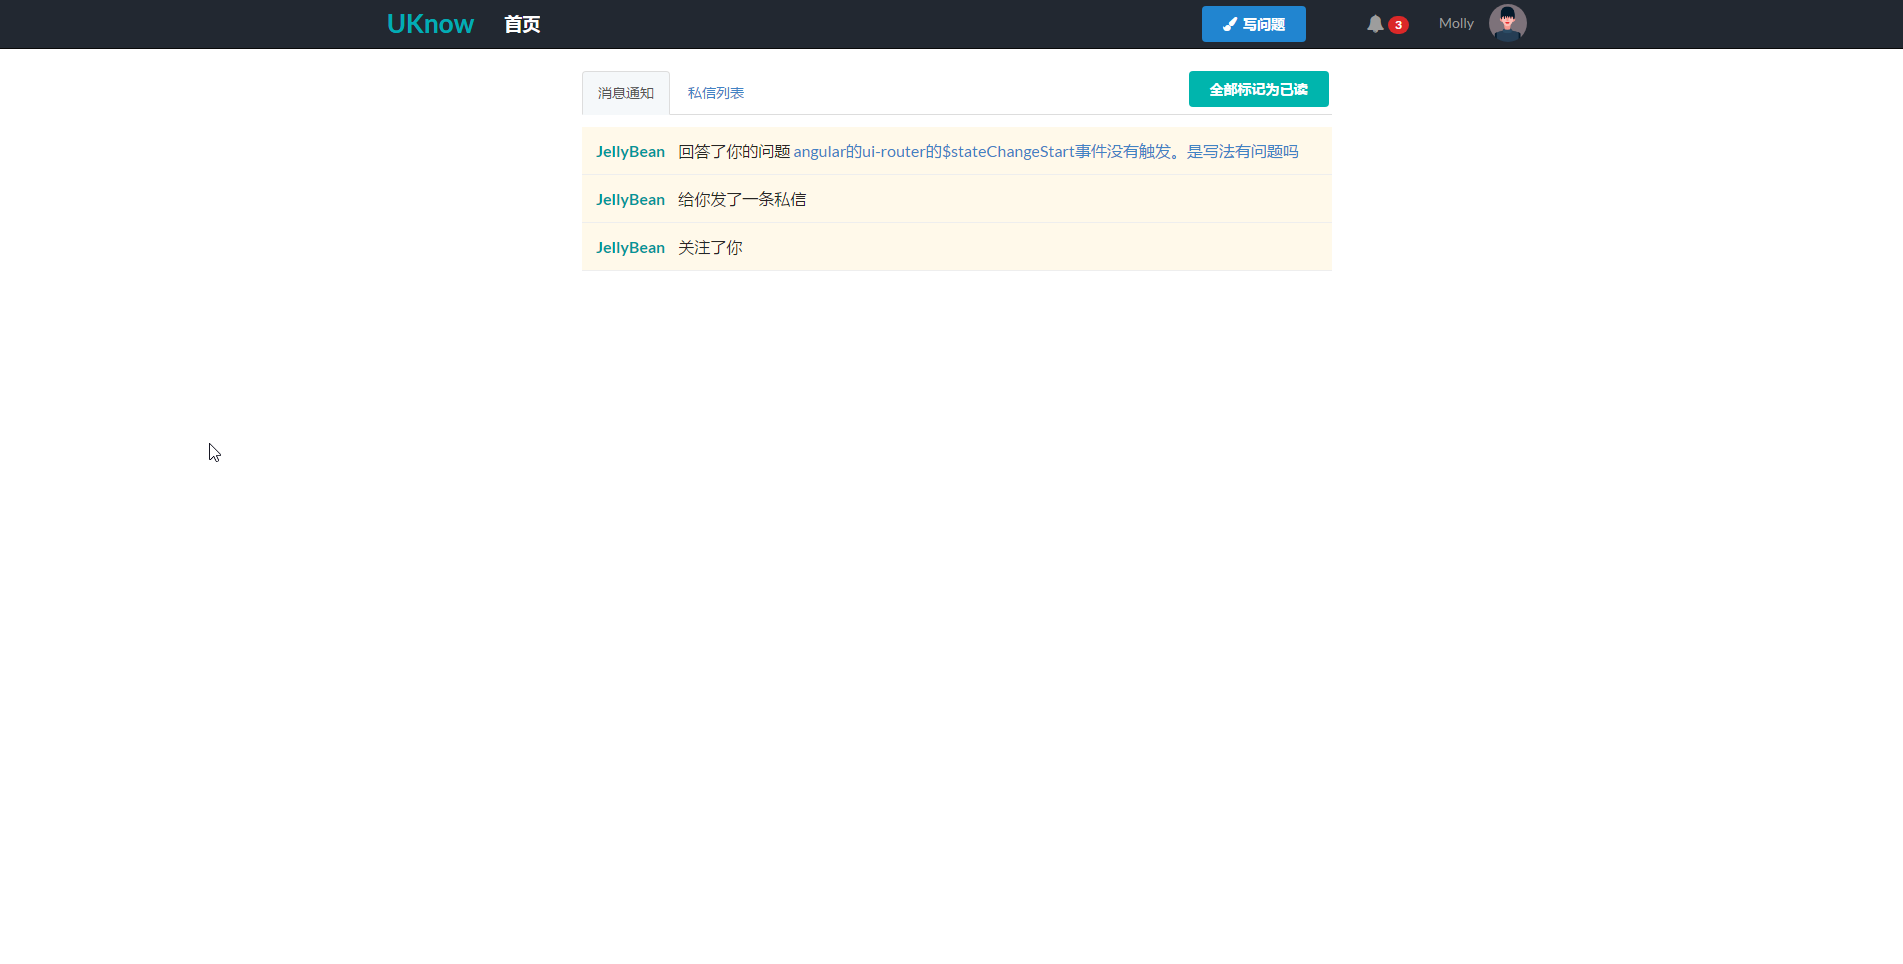 UKnow 首页 写问题 3 Molly
消息通知 私信列表 全部标记为已读
JellyBean 回答了你的问题 angular的ui-router的$stateChangeStart事件没有触发。是写法有问题吗
JellyBean 给你发了一条私信
JellyBean 关注了你